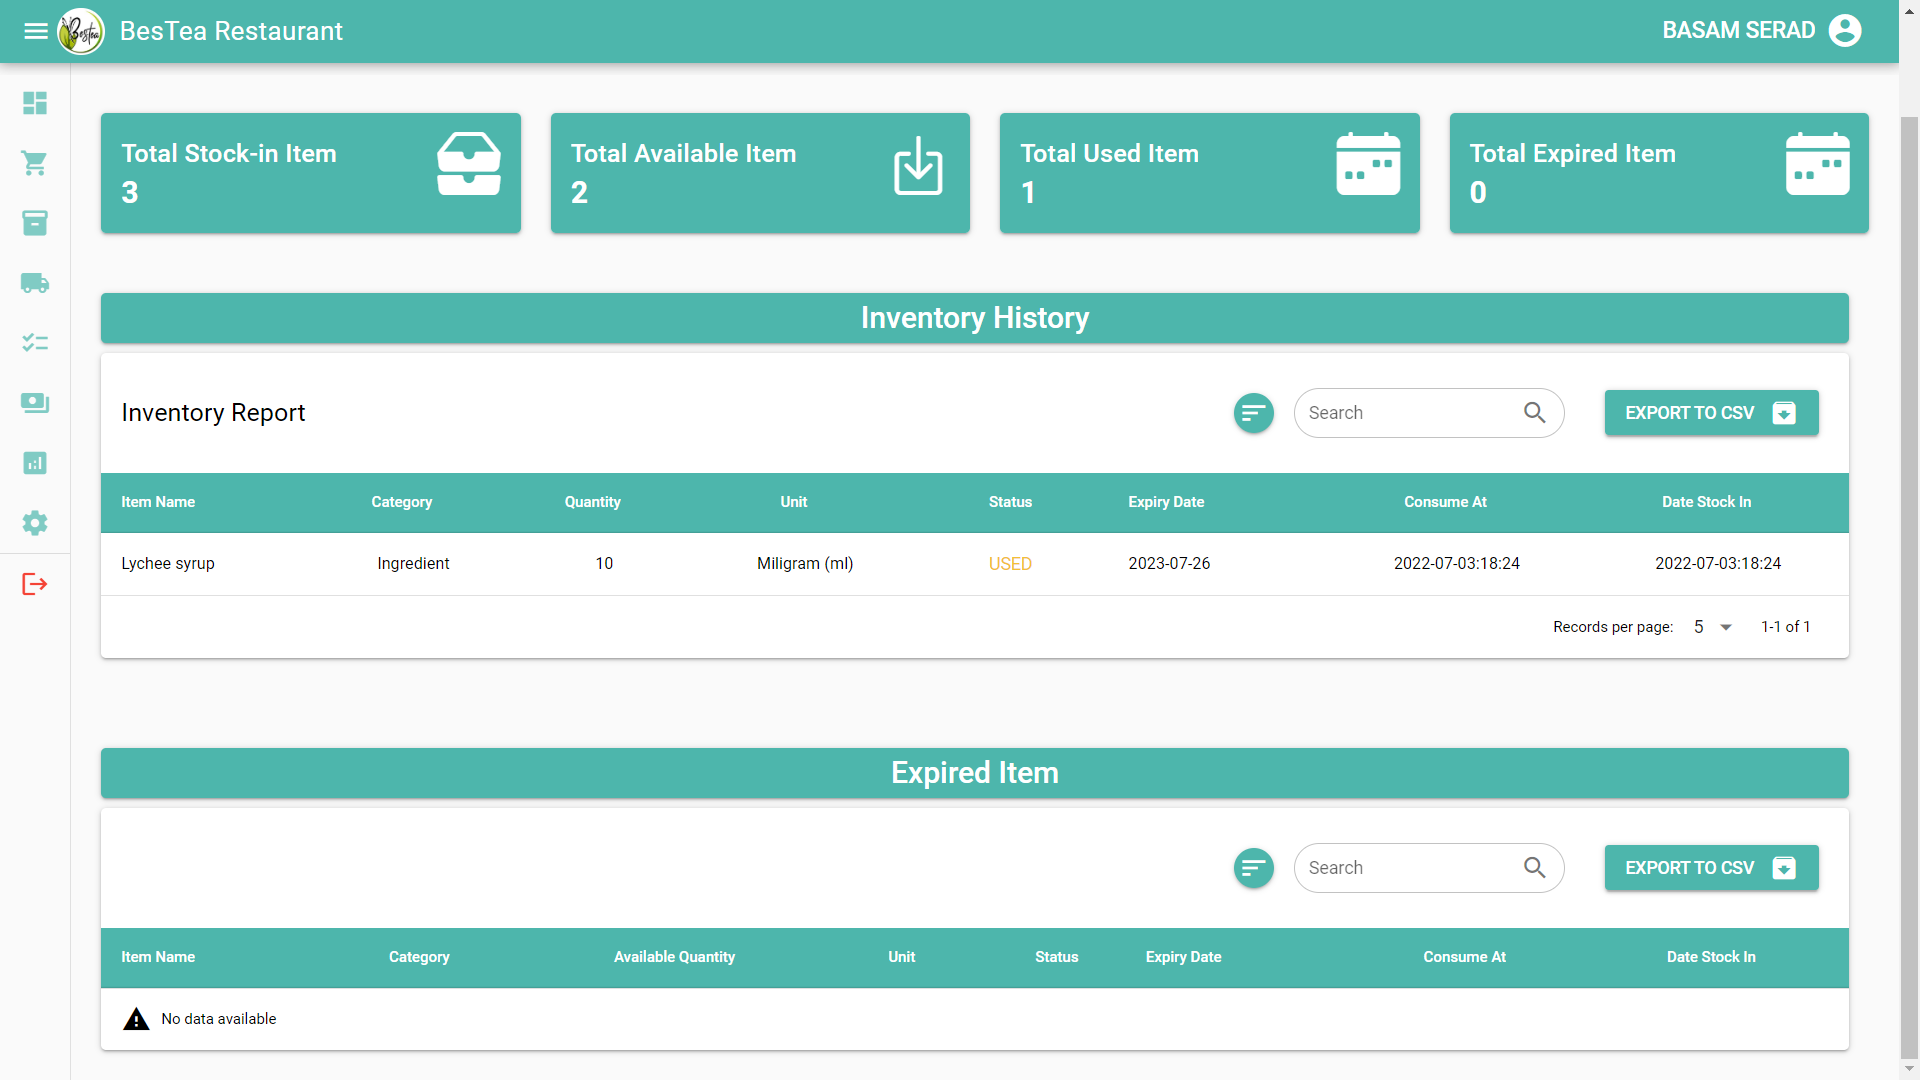 Bestea
BesTea Restaurant
BASAM SERAD
Total Stock-in Item
3
Total Available Item
2
Total Used Item
1
Total Expired Item
0
Inventory History
Inventory Report
Search
EXPORT TO CSV
Item Name Category Quantity Unit Status Expiry Date Consume At Date Stock In
Lychee syrup Ingredient 10 Miligram (ml) USED 2023-07-26 2022-07-03:18:24 2022-07-03:18:24
Records per page: 5 1-1 of 1
Expired Item
Search
EXPORT TO CSV
Item Name Category Available Quantity Unit Status Expiry Date Consume At Date Stock In
No data available